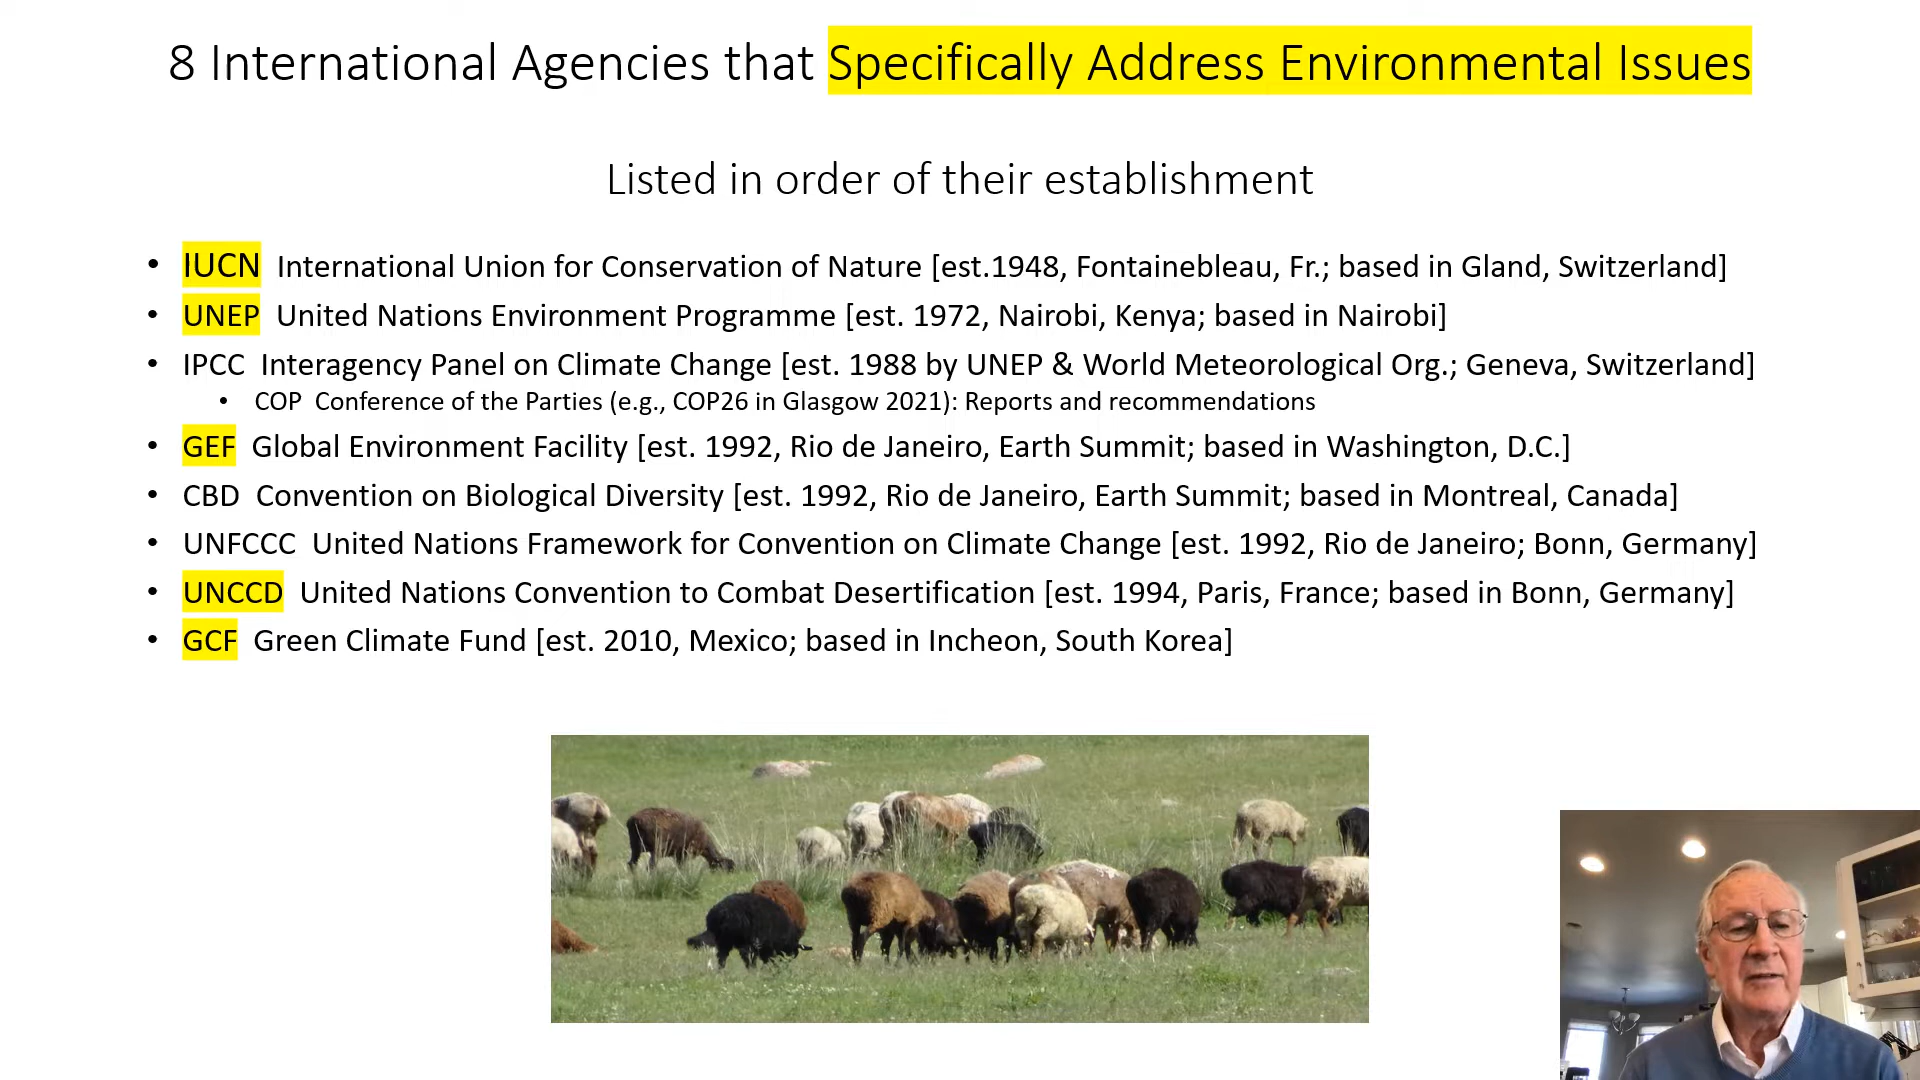 8 International Agencies that Specifically Address Environmental Issues
Listed in order of their establishment
• IUCN International Union for Conservation of Nature [est.1948, Fontainebleau, Fr.; based in Gland, Switzerland]
• UNEP United Nations Environment Programme [est. 1972, Nairobi, Kenya; based in Nairobi]
• IPCC Interagency Panel on Climate Change [est. 1988 by UNEP & World Meteorological Org.; Geneva, Switzerland]
• COP Conference of the Parties (e.g., COP26 in Glasgow 2021): Reports and recommendations
• GEF Global Environment Facility [est. 1992, Rio de Janeiro, Earth Summit; based in Washington, D.C.]
• CBD Convention on Biological Diversity [est. 1992, Rio de Janeiro, Earth Summit; based in Montreal, Canada]
• UNFCCC United Nations Framework for Convention on Climate Change [est. 1992, Rio de Janeiro; Bonn, Germany]
• UNCCD United Nations Convention to Combat Desertification [est. 1994, Paris, France; based in Bonn, Germany]
• GCF Green Climate Fund [est. 2010, Mexico; based in Incheon, South Korea]